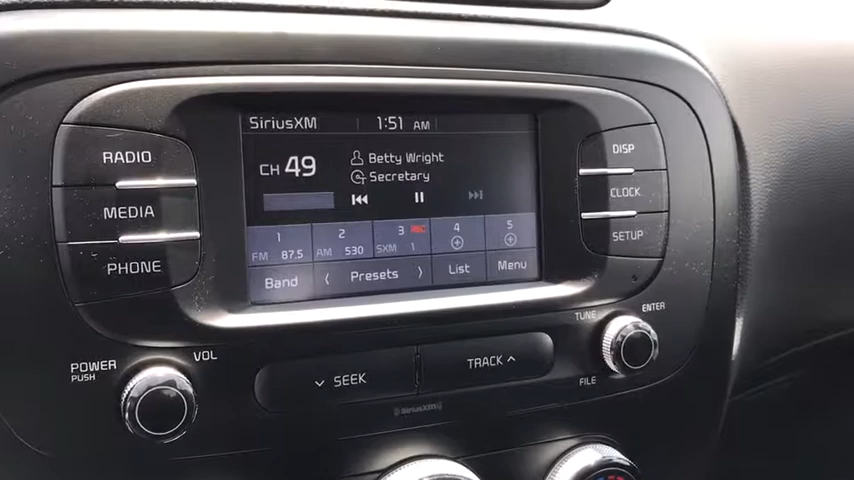 SiriusXM 1:51 AM
CH 49 Betty Wright
Secretary
1 2 3 REC 4 5
FM 87.5 AM 530 SXM 1
Band Presets List Menu
RADIO
MEDIA
PHONE
DISP
CLOCK
SETUP
POWER
PUSH
VOL
SEEK
TRACK
SiriusXM
TUNE
FILE
ENTER